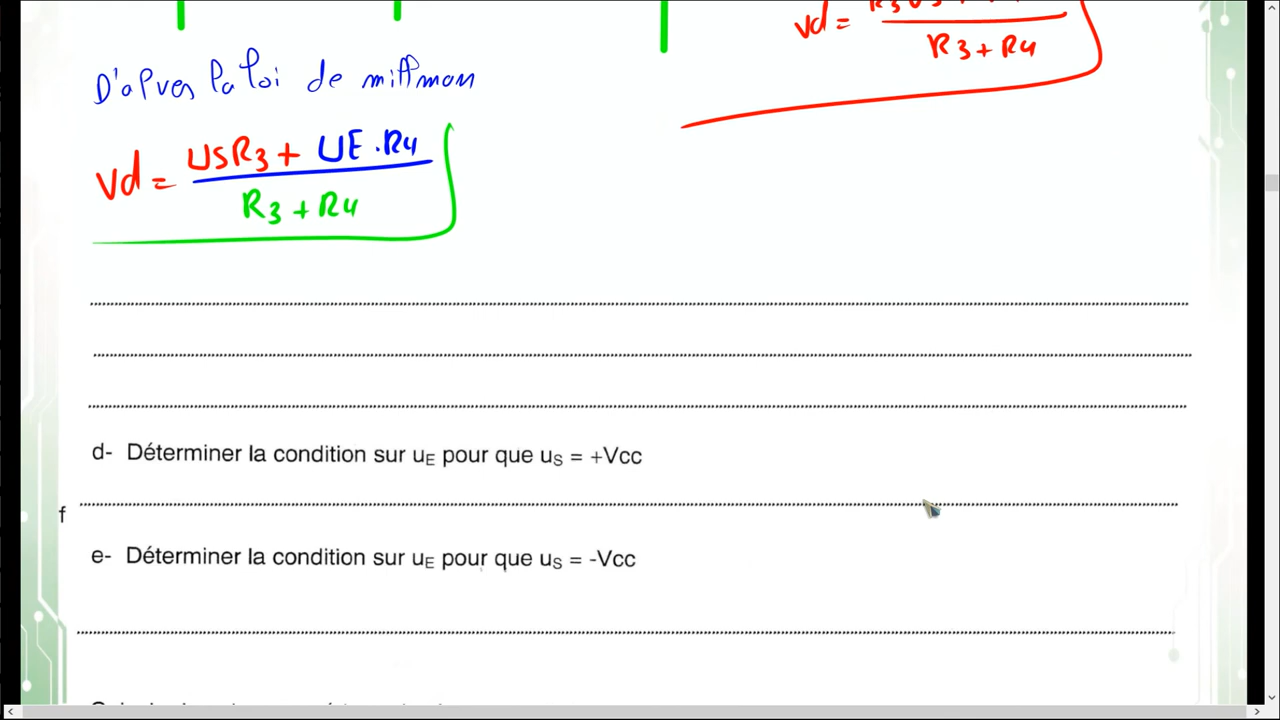 Vd =
R3 + R4
D'après la loi de millman
Vd = USR3 + UE . R4
R3 + R4
d- Déterminer la condition sur uE pour que uS = +Vcc
f
e- Déterminer la condition sur uE pour que uS = -Vcc